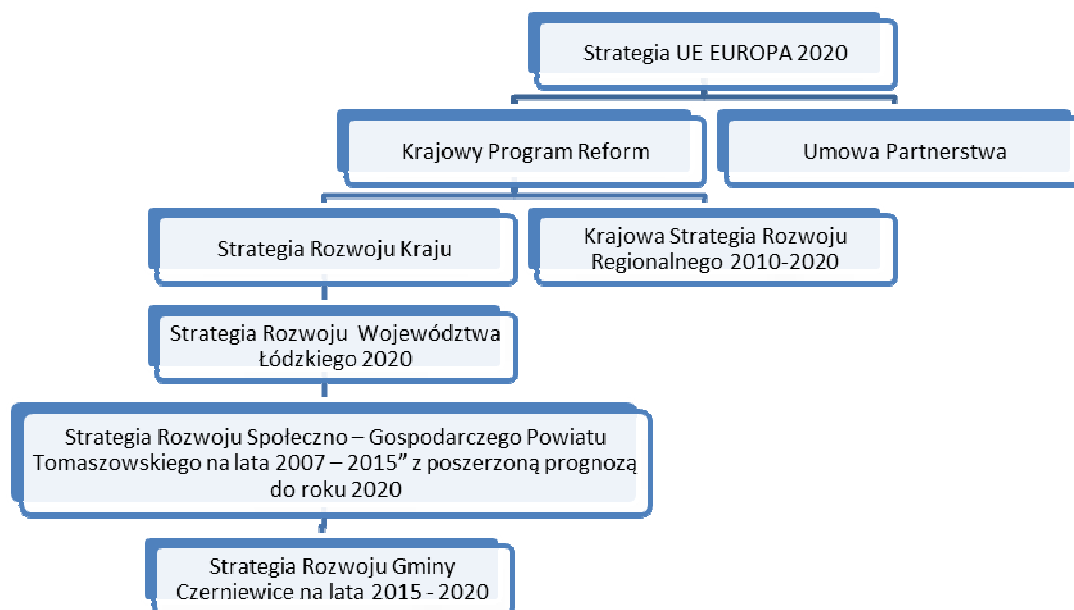 Strategia UE EUROPA 2020
Krajowy Program Reform
Umowa Partnerstwa
Strategia Rozwoju Kraju
Krajowa Strategia Rozwoju
Regionalnego 2010-2020
Strategia Rozwoju Województwa
Łódzkiego 2020
Strategia Rozwoju Społeczno – Gospodarczego Powiatu
Tomaszowskiego na lata 2007 – 2015” z poszerzoną prognozą
do roku 2020
Strategia Rozwoju Gminy
Czerniewice na lata 2015 - 2020